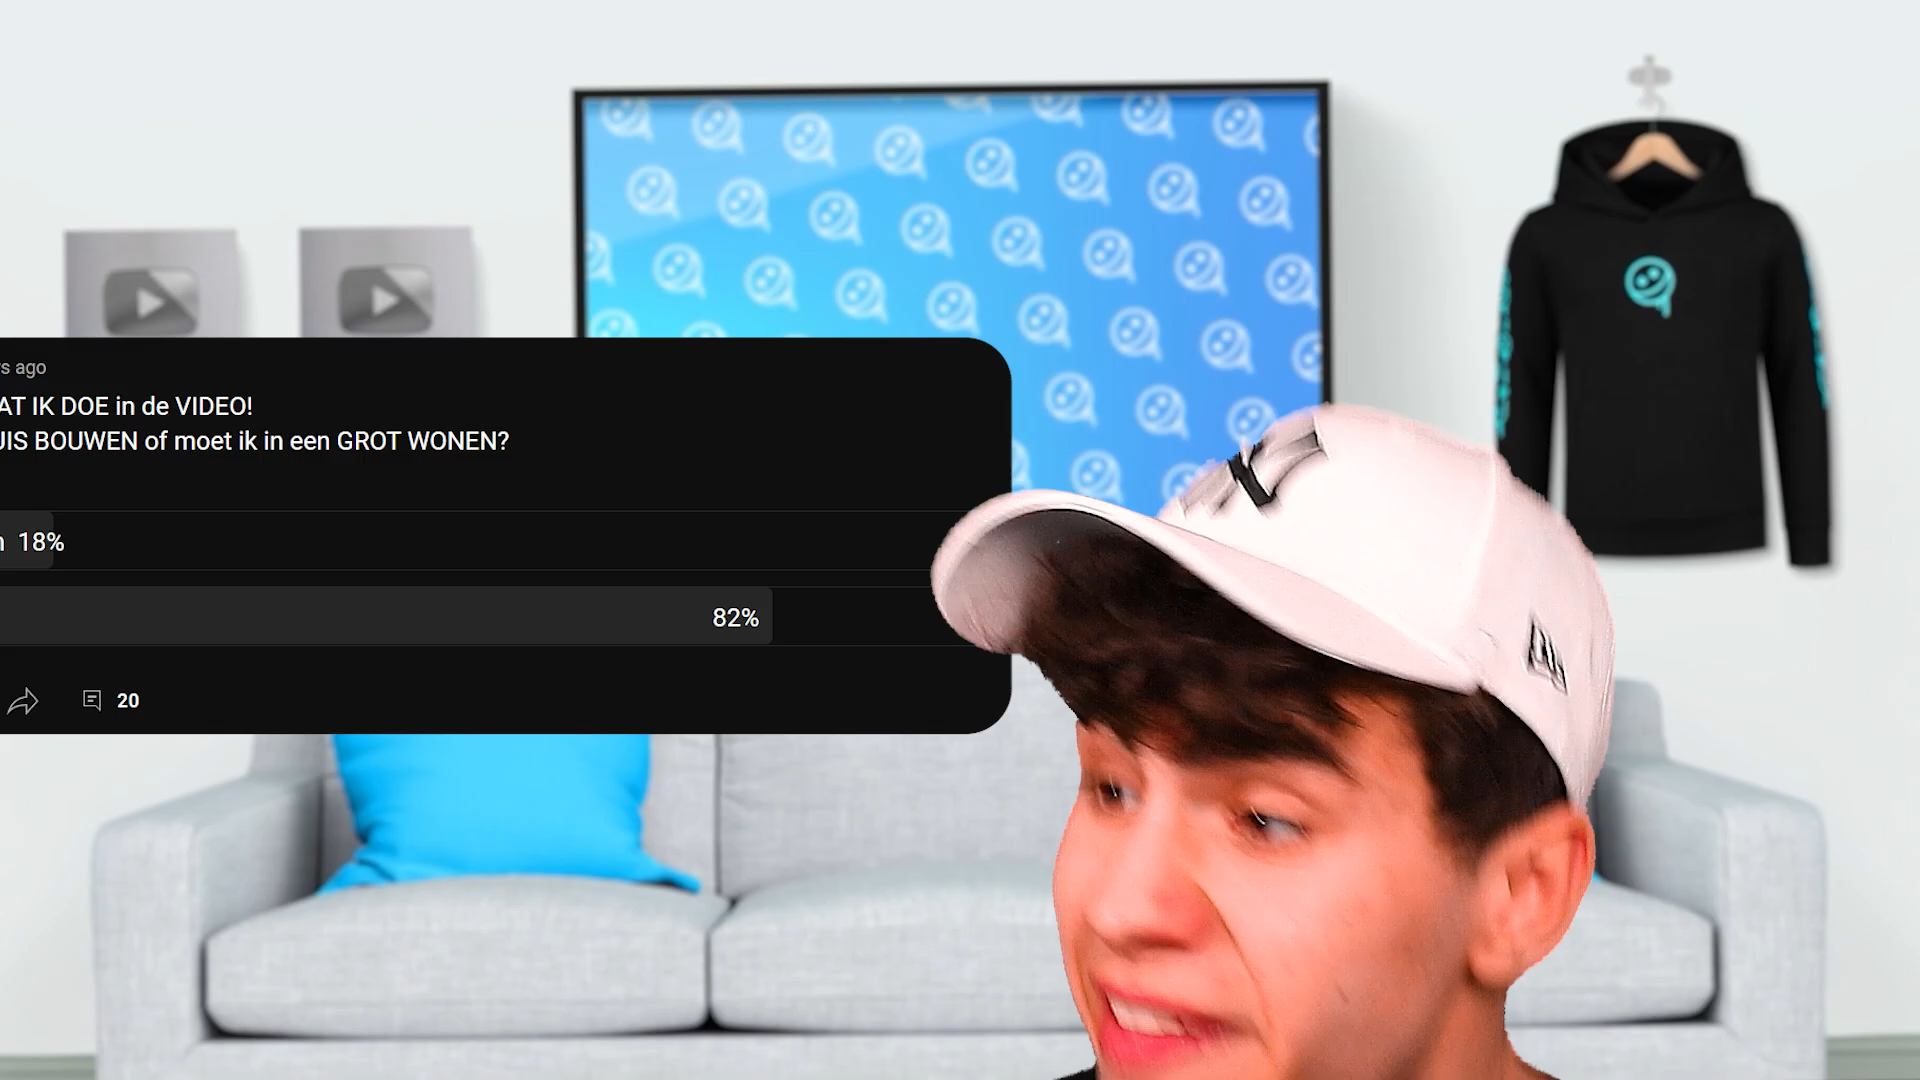 s ago
AT IK DOE in de VIDEO!
UIS BOUWEN of moet ik in een GROT WONEN?
18%
82%
20